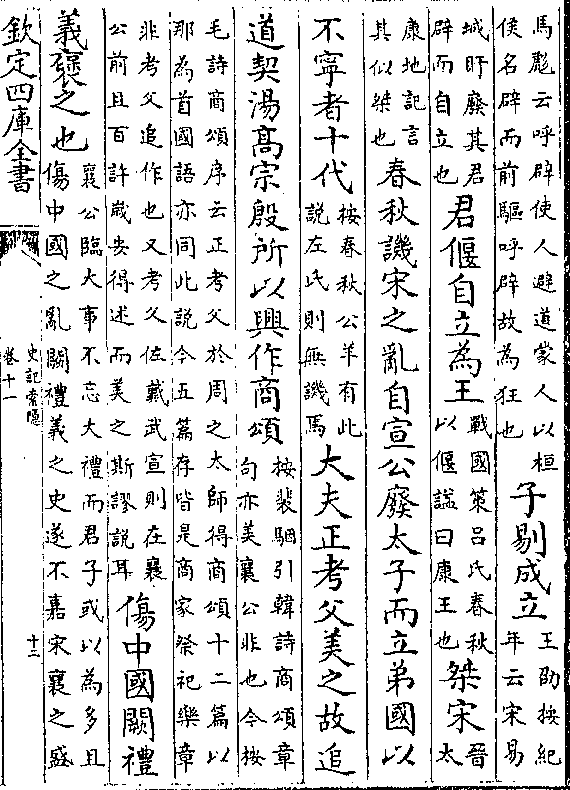 馬彪云呼辟使人避道蒙人以桓
侯名辟而前驅呼辟故為狂也
子剔成立
王劭按紀
年云宋易
城盱廢其君
辟而自立也
君偃自立為王
戰國策呂氏春秋
以偃諡曰康王也
桀宋
晉
太
康地記言
其似桀也
春秋譏宋之亂自宣公廢太子而立弟國以
不寧者十代
按春秋公羊有此
說左氏則無譏焉
大夫正考父美之故追
道契湯髙宗殷所以興作商頌
按裴駰引韓詩商頌章
句亦美襄公非也今按
毛詩商頌序云正考父於周之太師得商頌十二篇以
那為首國語亦同此說今五篇存皆是商家祭祀樂章
非考父追作也又考父佐戴武宣則在襄
公前且百許歲安得述而美之斯謬說耳
傷中國闕禮
義襃之也
襄公臨大事不忘大禮而君子或以為多且
傷中國之亂闕禮義之史遂不嘉宋襄之盛
欽定四庫全書
史記索隱
卷十一
十二